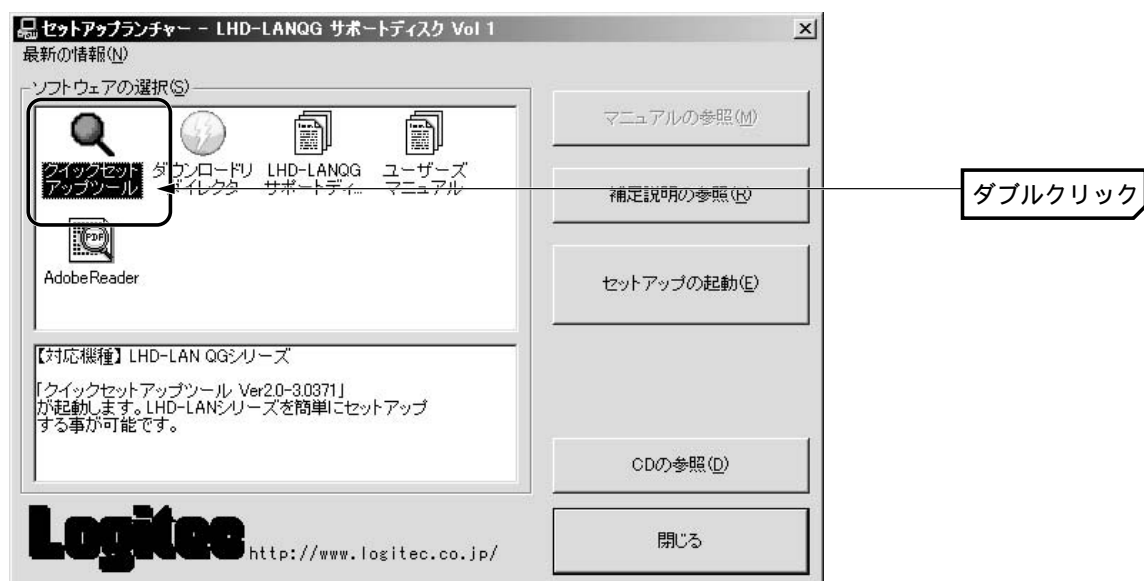 セットアップランチャー - LHD-LANQG サポートディスク Vol 1
最新の情報(N)
ソフトウェアの選択(S)
クイックセット
アップツール
ダウンロードリ
ダイレクタ
LHD-LANQG
サポートディ...
ユーザーズ
マニュアル
AdobeReader
【対応機種】LHD-LAN QGシリーズ
「クイックセットアップツール Ver2.0-3.0371」
が起動します。LHD-LANシリーズを簡単にセットアップ
する事が可能です。
Logitec
http://www.logitec.co.jp/
マニュアルの参照(M)
補足説明の参照(R)
セットアップの起動(E)
CDの参照(D)
閉じる
ダブルクリック